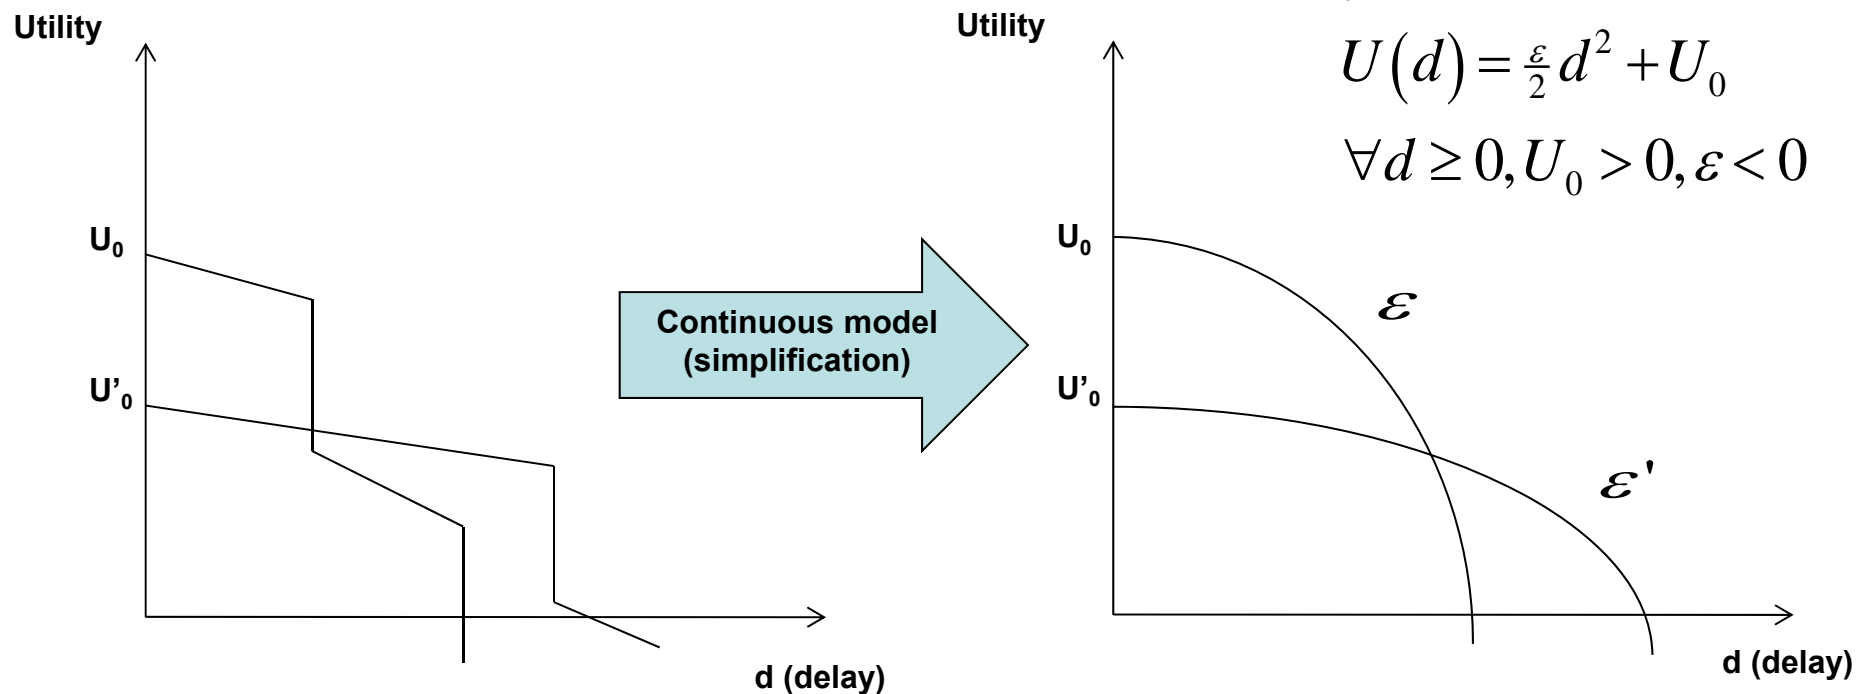 Utility
U₀
U’₀
d (delay)
Continuous model
(simplification)
Utility
U(d) = ε/2 d² + U₀
∀d ≥ 0, U₀ > 0, ε < 0
U₀
ε
U’₀
ε'
d (delay)